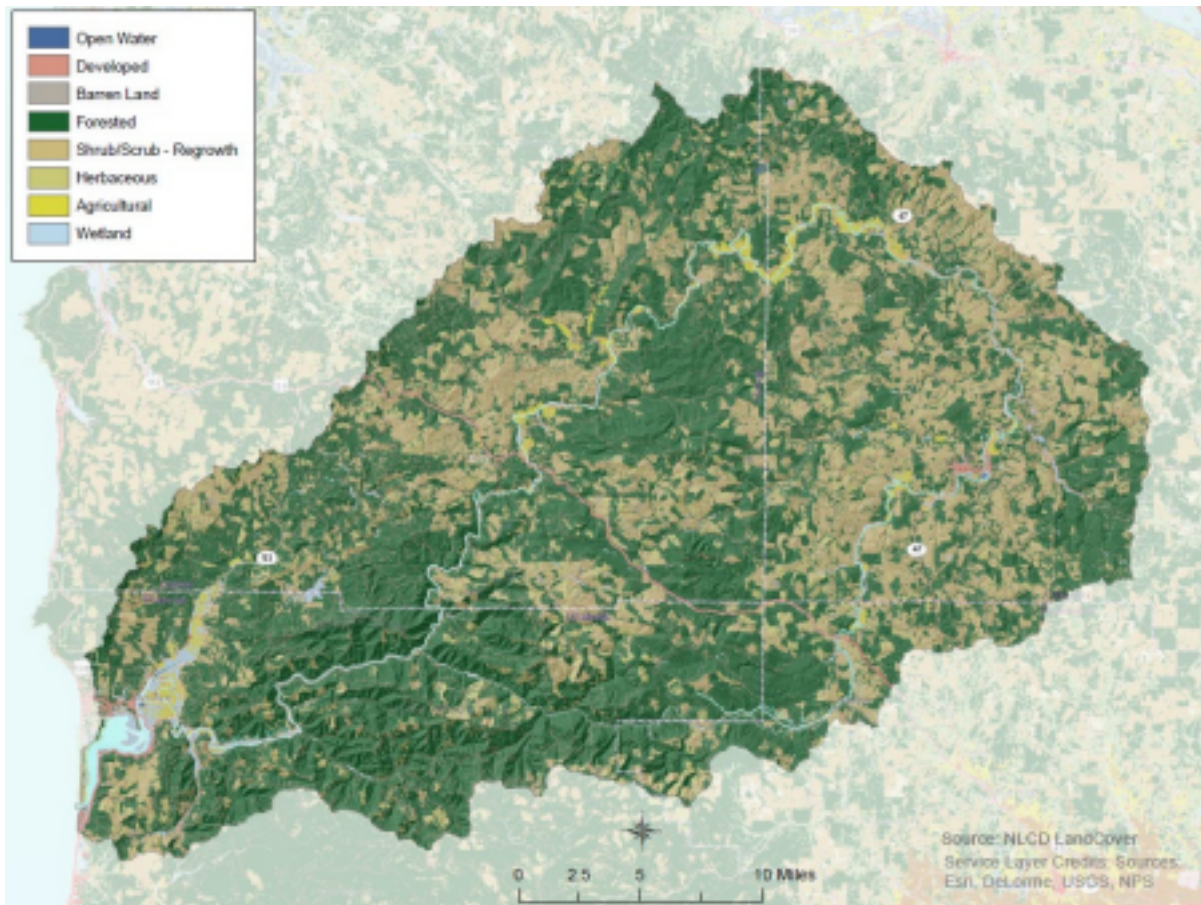 Open Water
Developed
Barren Land
Forested
Shrub/Scrub - Regrowth
Herbaceous
Agricultural
Wetland
47
53
47
0 2.5 5 10 Miles
Source: NLCD LandCover
Service Layer Credits: Sources:
Esri, DeLorme, USGS, NPS